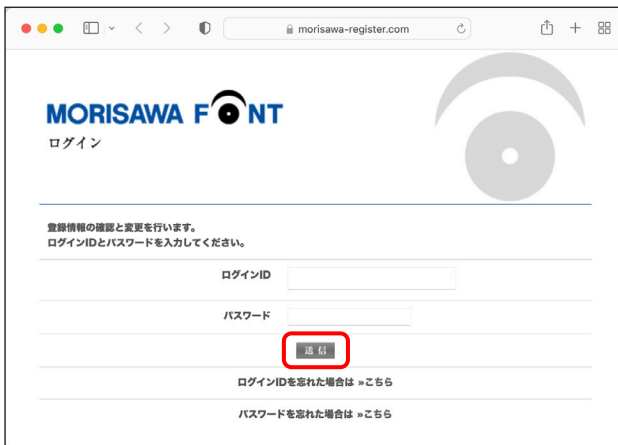 morisawa-register.com
MORISAWA FONT
ログイン
登録情報の確認と変更を行います。
ログインIDとパスワードを入力してください。
ログインID
パスワード
送信
ログインIDを忘れた場合は »こちら
パスワードを忘れた場合は »こちら